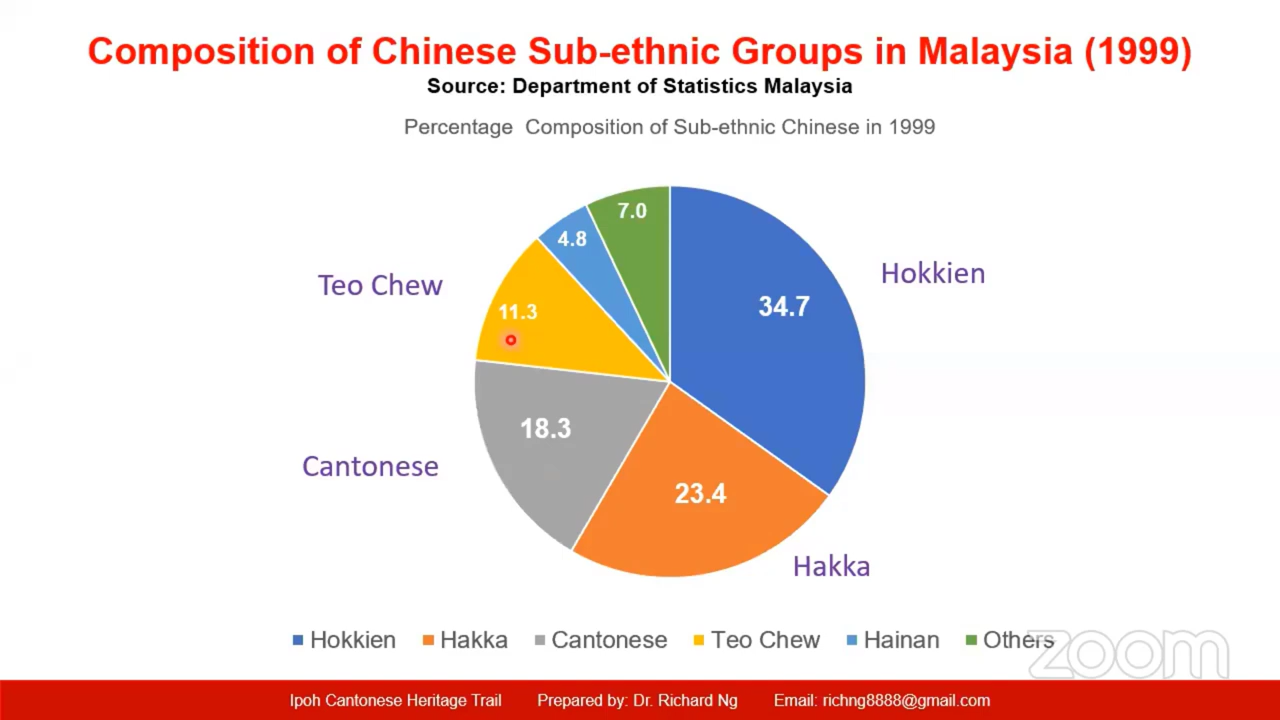 Composition of Chinese Sub-ethnic Groups in Malaysia (1999)
Source: Department of Statistics Malaysia
Percentage Composition of Sub-ethnic Chinese in 1999
7.0
4.8
Hokkien
Teo Chew
34.7
11.3
18.3
Cantonese
23.4
Hakka
Hokkien Hakka Cantonese Teo Chew Hainan Others
zoom
Ipoh Cantonese Heritage Trail Prepared by: Dr. Richard Ng Email: richng8888@gmail.com